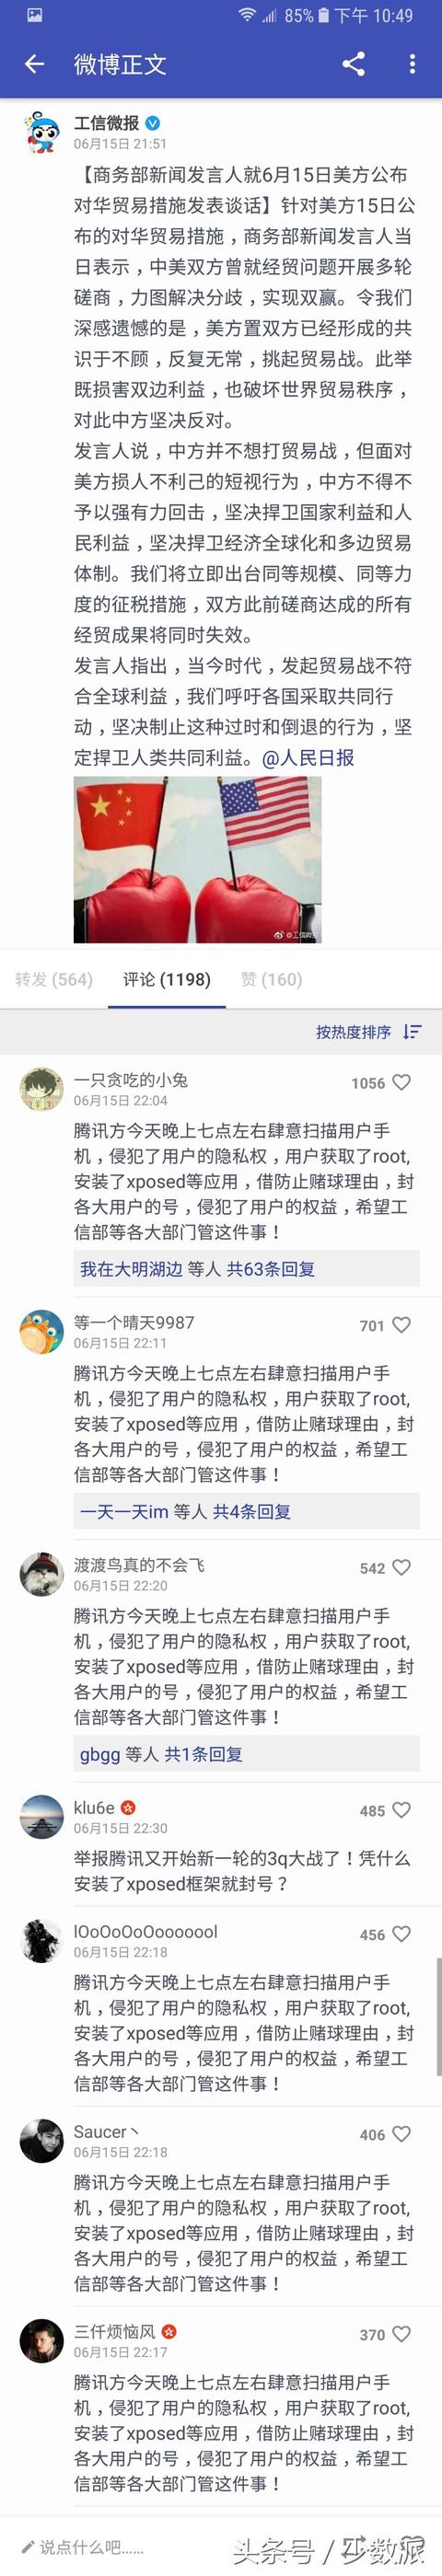 85% 下午 10:49
微博正文
工信微报
06月15日 21:51
【商务部新闻发言人就6月15日美方公布
对华贸易措施发表谈话】针对美方15日公
布的对华贸易措施，商务部新闻发言人当
日表示，中美双方曾就经贸问题开展多轮
磋商，力图解决分歧，实现双赢。令我们
深感遗憾的是，美方置双方已经形成的共
识于不顾，反复无常，挑起贸易战。此举
既损害双边利益，也破坏世界贸易秩序，
对此中方坚决反对。
发言人说，中方并不想打贸易战，但面对
美方损人不利己的短视行为，中方不得不
予以强有力回击，坚决捍卫国家利益和人
民利益，坚决捍卫经济全球化和多边贸易
体制。我们将立即出台同等规模、同等力
度的征税措施，双方此前磋商达成的所有
经贸成果将同时失效。
发言人指出，当今时代，发起贸易战不符
合全球利益，我们呼吁各国采取共同行
动，坚决制止这种过时和倒退的行为，坚
定捍卫人类共同利益。@人民日报
@工信微报
转发 (564) 评论 (1198) 赞 (160)
按热度排序
一只贪吃的小兔 1056
06月15日 22:04
腾讯方今天晚上七点左右肆意扫描用户手
机，侵犯了用户的隐私权，用户获取了root,
安装了xposed等应用，借防止赌球理由，封
各大用户的号，侵犯了用户的权益，希望工
信部等各大部门管这件事！
我在大明湖边 等人 共63条回复
等一个晴天9987 701
06月15日 22:11
腾讯方今天晚上七点左右肆意扫描用户手
机，侵犯了用户的隐私权，用户获取了root,
安装了xposed等应用，借防止赌球理由，封
各大用户的号，侵犯了用户的权益，希望工
信部等各大部门管这件事！
一天一天im 等人 共4条回复
渡渡鸟真的不会飞 542
06月15日 22:20
腾讯方今天晚上七点左右肆意扫描用户手
机，侵犯了用户的隐私权，用户获取了root,
安装了xposed等应用，借防止赌球理由，封
各大用户的号，侵犯了用户的权益，希望工
信部等各大部门管这件事！
gbgg 等人 共1条回复
klu6e 485
06月15日 22:30
举报腾讯又开始新一轮的3q大战了！凭什么
安装了xposed框架就封号？
lOoOoOoOooooool 456
06月15日 22:18
腾讯方今天晚上七点左右肆意扫描用户手
机，侵犯了用户的隐私权，用户获取了root,
安装了xposed等应用，借防止赌球理由，封
各大用户的号，侵犯了用户的权益，希望工
信部等各大部门管这件事！
Saucer丶 406
06月15日 22:18
腾讯方今天晚上七点左右肆意扫描用户手
机，侵犯了用户的隐私权，用户获取了root,
安装了xposed等应用，借防止赌球理由，封
各大用户的号，侵犯了用户的权益，希望工
信部等各大部门管这件事！
三仟烦恼风 370
06月15日 22:17
腾讯方今天晚上七点左右肆意扫描用户手
机，侵犯了用户的隐私权，用户获取了root,
安装了xposed等应用，借防止赌球理由，封
各大用户的号，侵犯了用户的权益，希望工
信部等各大部门管这件事！
说点什么吧......
头条号 / 少数派